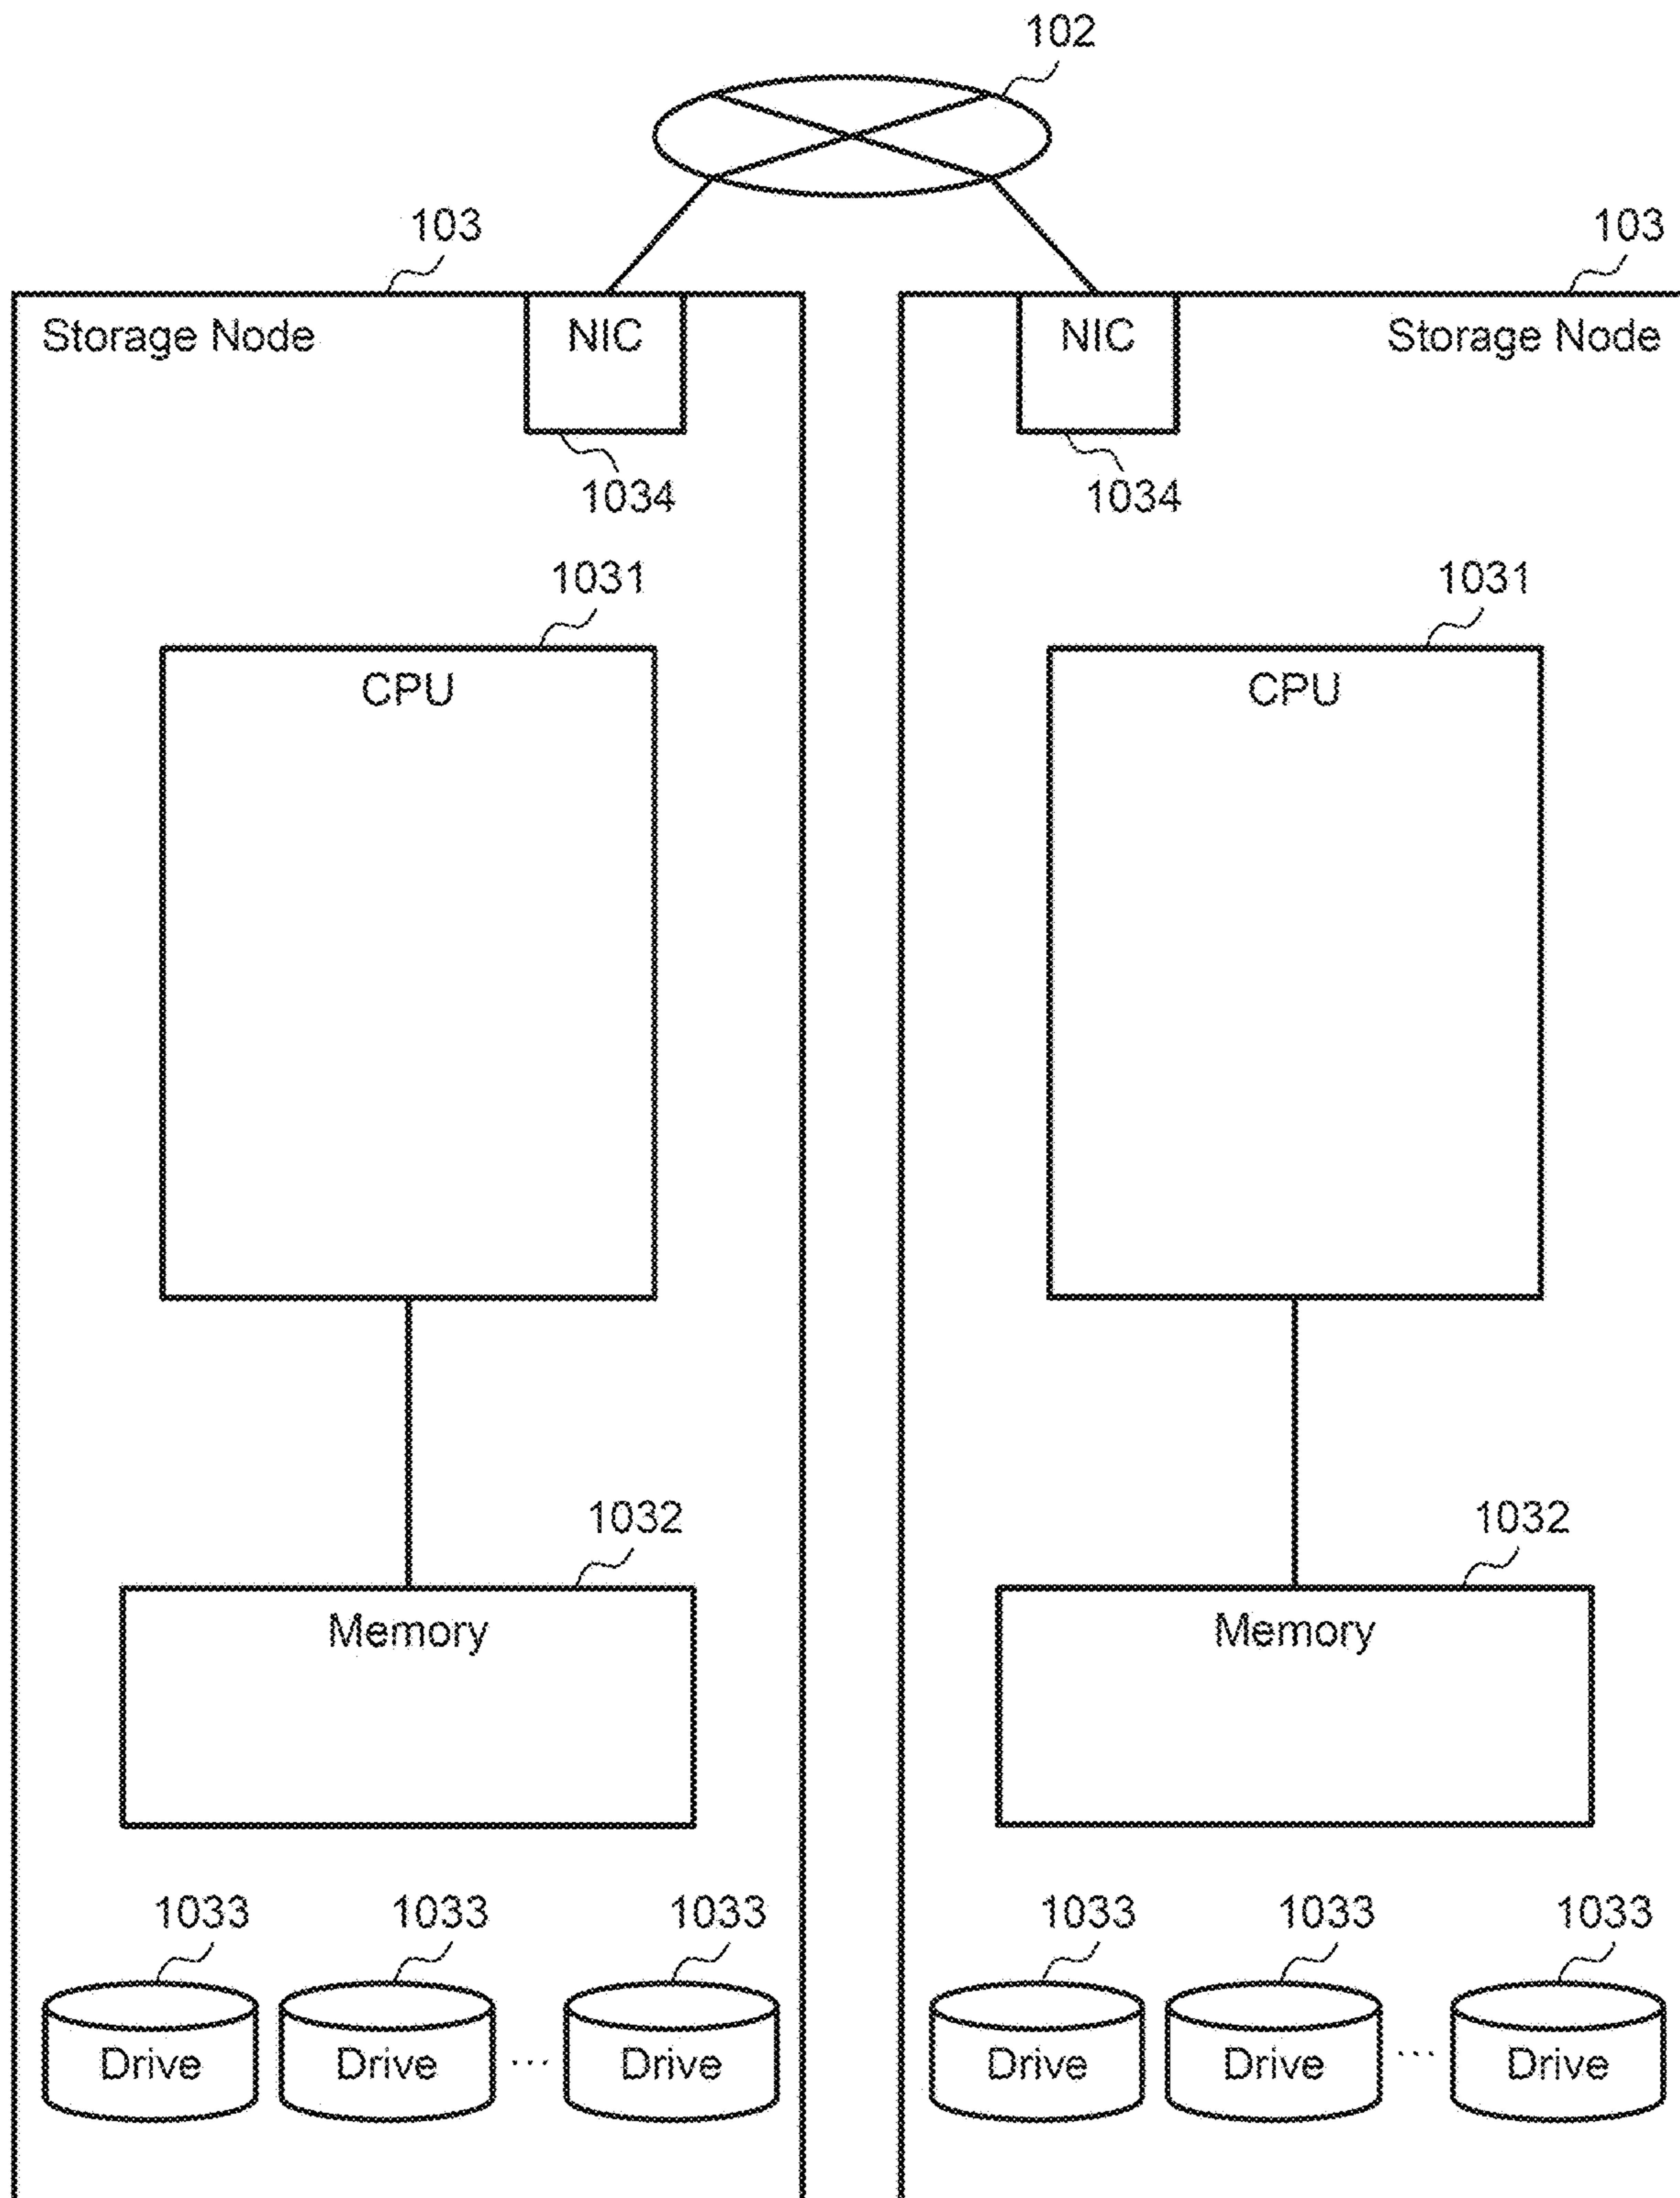 102
103 103
Storage Node NIC NIC Storage Node
1034 1034
1031 1031
CPU CPU
1032 1032
Memory Memory
1033 1033 1033 1033 1033 1033
Drive Drive ... Drive Drive Drive ... Drive